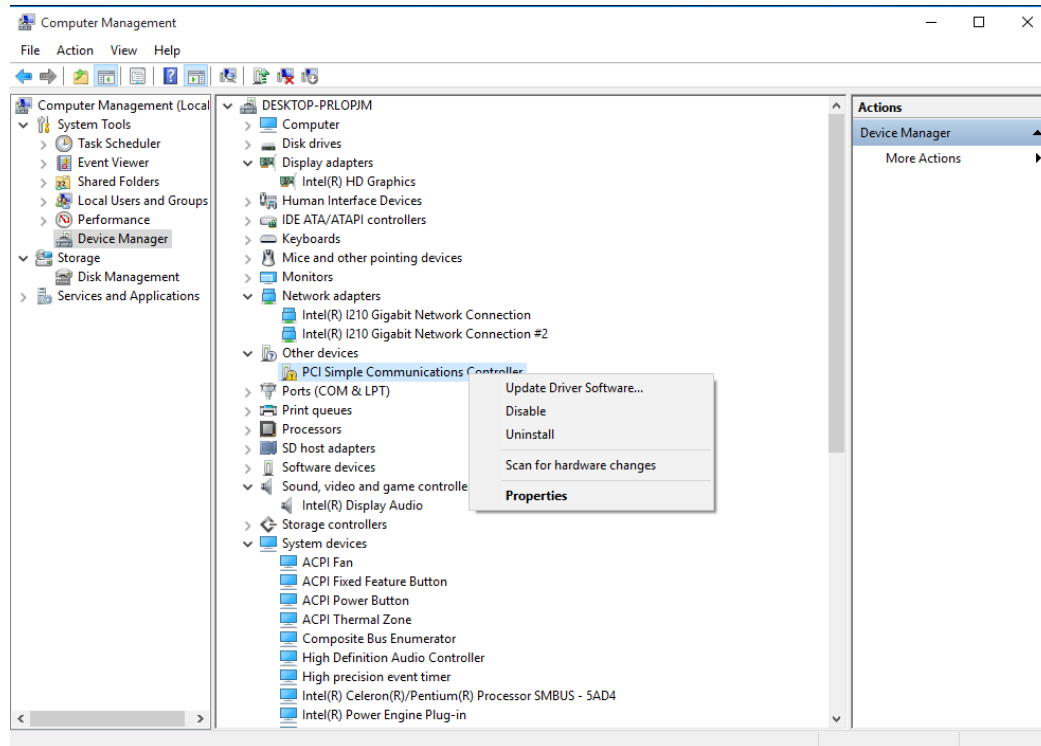 Computer Management
File Action View Help
Computer Management (Local
System Tools
Task Scheduler
Event Viewer
Shared Folders
Local Users and Groups
Performance
Device Manager
Storage
Disk Management
Services and Applications
DESKTOP-PRLOPJM
Computer
Disk drives
Display adapters
Intel(R) HD Graphics
Human Interface Devices
IDE ATA/ATAPI controllers
Keyboards
Mice and other pointing devices
Monitors
Network adapters
Intel(R) I210 Gigabit Network Connection
Intel(R) I210 Gigabit Network Connection #2
Other devices
PCI Simple Communications Controller
Ports (COM & LPT)
Print queues
Processors
SD host adapters
Software devices
Sound, video and game controlle
Intel(R) Display Audio
Storage controllers
System devices
ACPI Fan
ACPI Fixed Feature Button
ACPI Power Button
ACPI Thermal Zone
Composite Bus Enumerator
High Definition Audio Controller
High precision event timer
Intel(R) Celeron(R)/Pentium(R) Processor SMBUS - 5AD4
Intel(R) Power Engine Plug-in
Update Driver Software...
Disable
Uninstall
Scan for hardware changes
Properties
Actions
Device Manager
More Actions